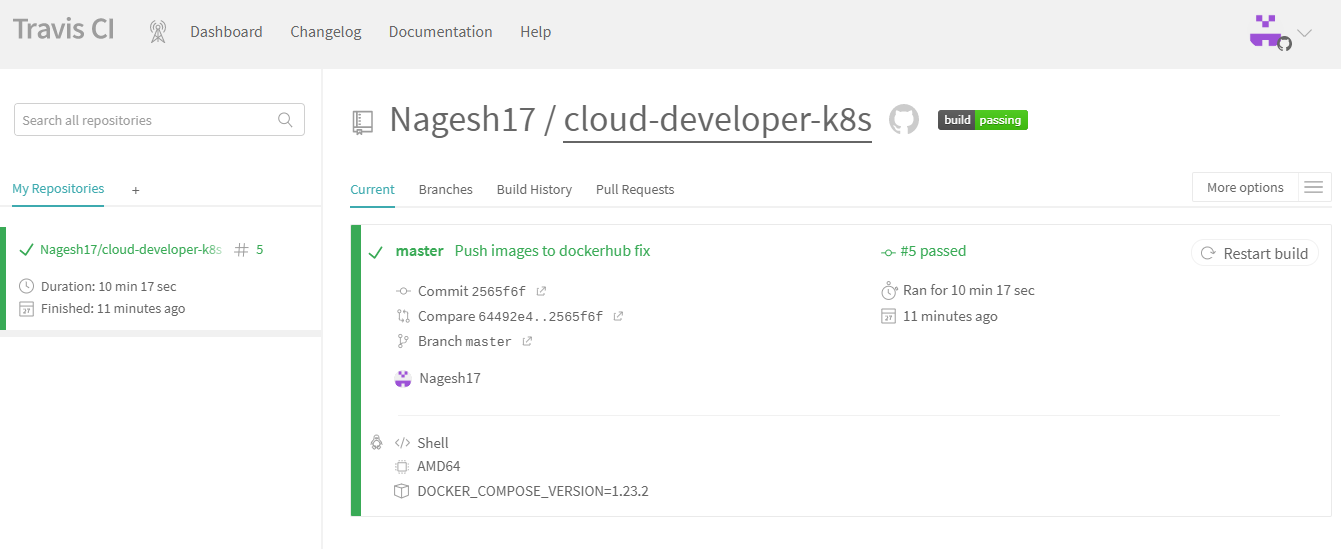 Travis CI
Dashboard
Changelog
Documentation
Help
Search all repositories
My Repositories
+
Nagesh17/cloud-developer-k8s
# 5
Duration: 10 min 17 sec
Finished: 11 minutes ago
Nagesh17 / cloud-developer-k8s
build passing
Current
Branches
Build History
Pull Requests
More options
master Push images to dockerhub fix
#5 passed
Restart build
Commit 2565f6f
Ran for 10 min 17 sec
Compare 64492e4..2565f6f
11 minutes ago
Branch master
Nagesh17
Shell
AMD64
DOCKER_COMPOSE_VERSION=1.23.2